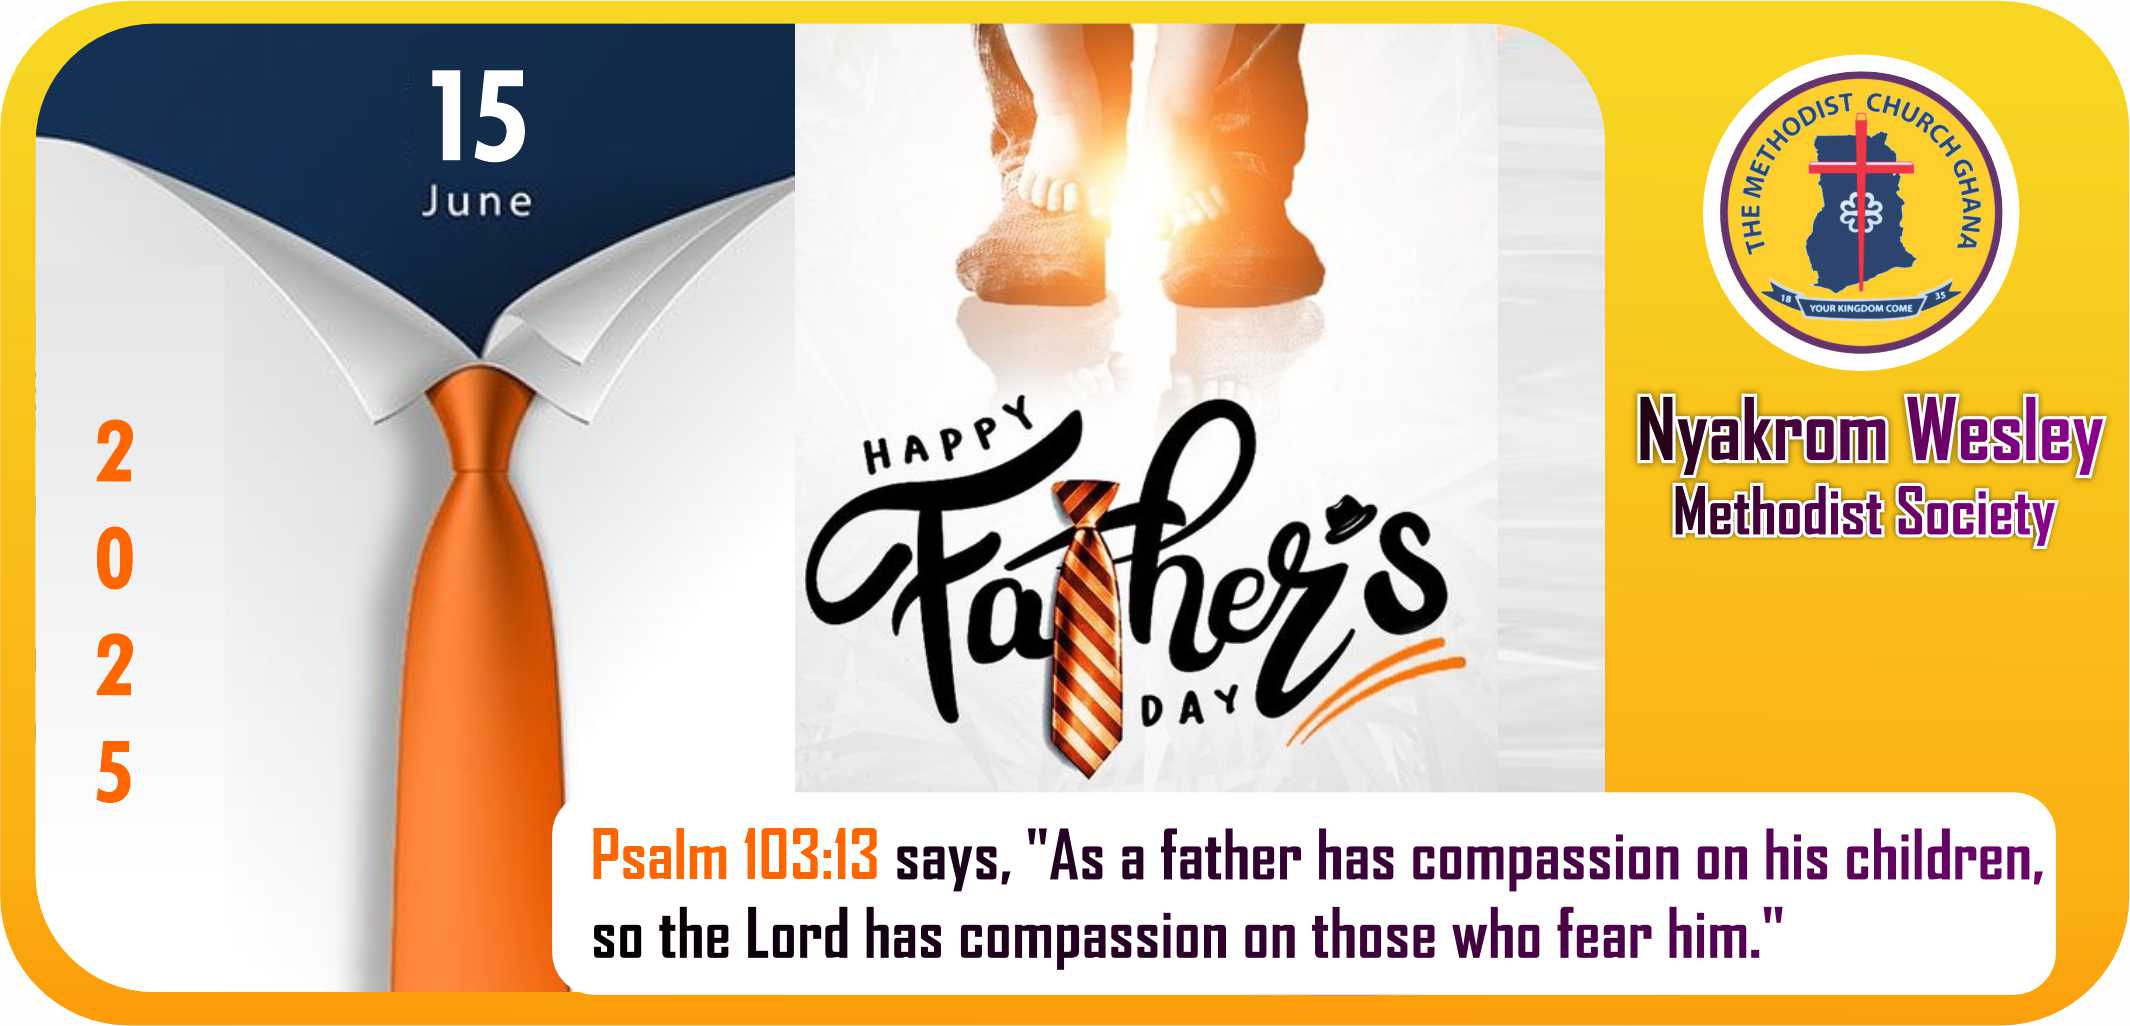 15
June
2
0
2
5
HAPPY
Father's
DAY
THE METHODIST CHURCH GHANA
18 35
YOUR KINGDOM COME
Nyakrom Wesley
Methodist Society
Psalm 103:13 says, "As a father has compassion on his children,
so the Lord has compassion on those who fear him."